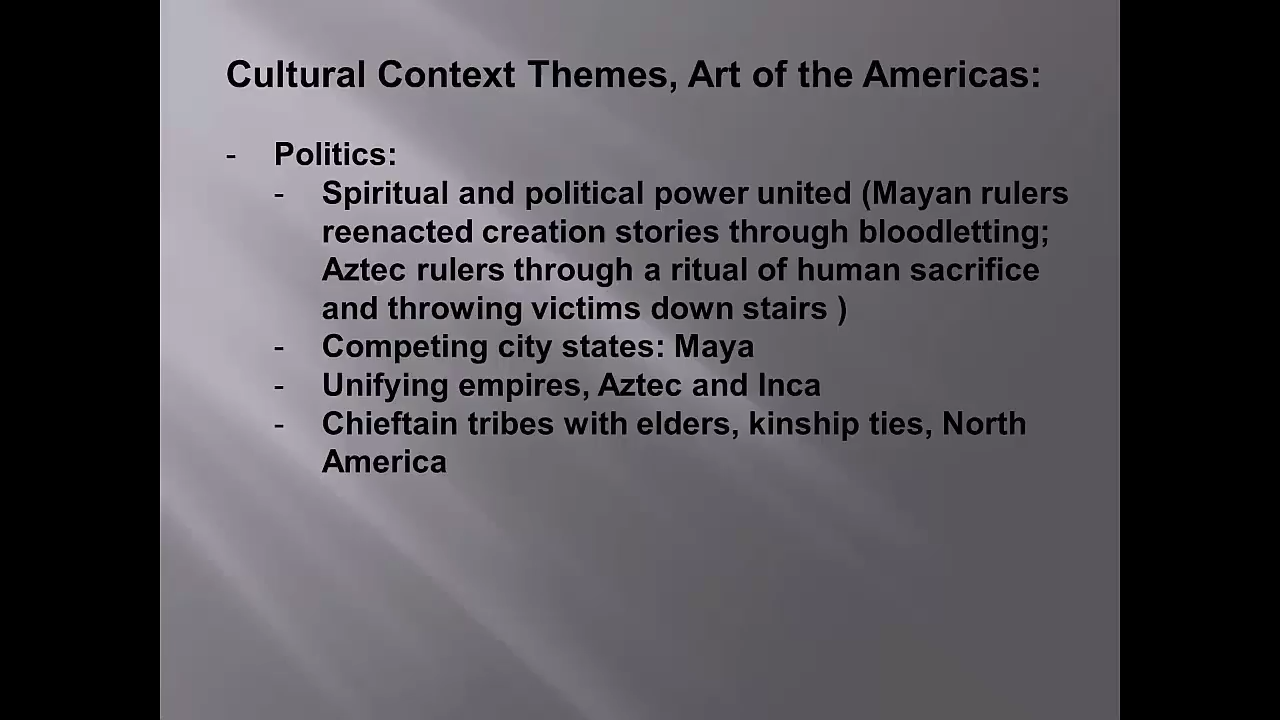 Cultural Context Themes, Art of the Americas:
- Politics:
- Spiritual and political power united (Mayan rulers
reenacted creation stories through bloodletting;
Aztec rulers through a ritual of human sacrifice
and throwing victims down stairs )
- Competing city states: Maya
- Unifying empires, Aztec and Inca
- Chieftain tribes with elders, kinship ties, North
America